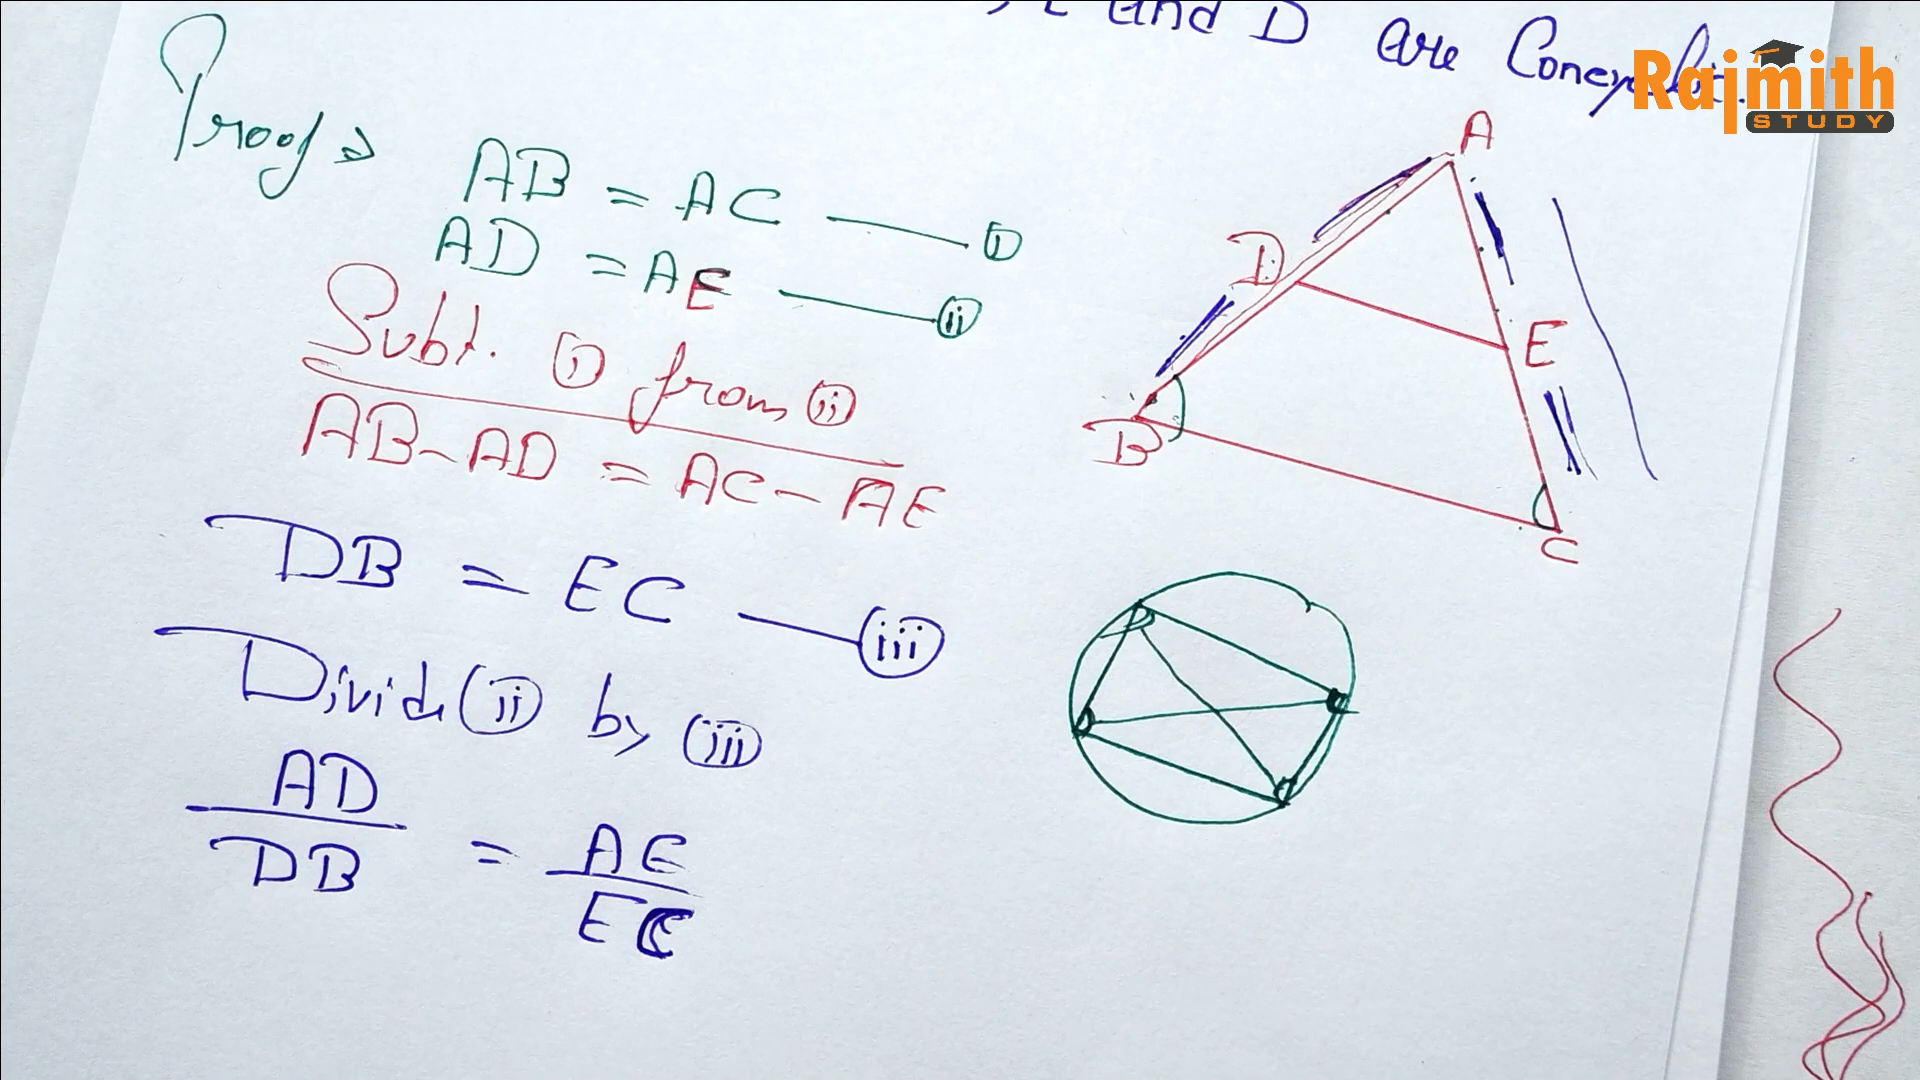 and D are Concyclic.
Rajmith
STUDY
Proof ⇒
AB = AC — (i)
AD = AE — (ii)
Subt. (i) from (ii)
AB - AD = AC - AE
DB = EC — (iii)
Divide (ii) by (iii)
AD/DB = AE/EC
A
D
E
B
C